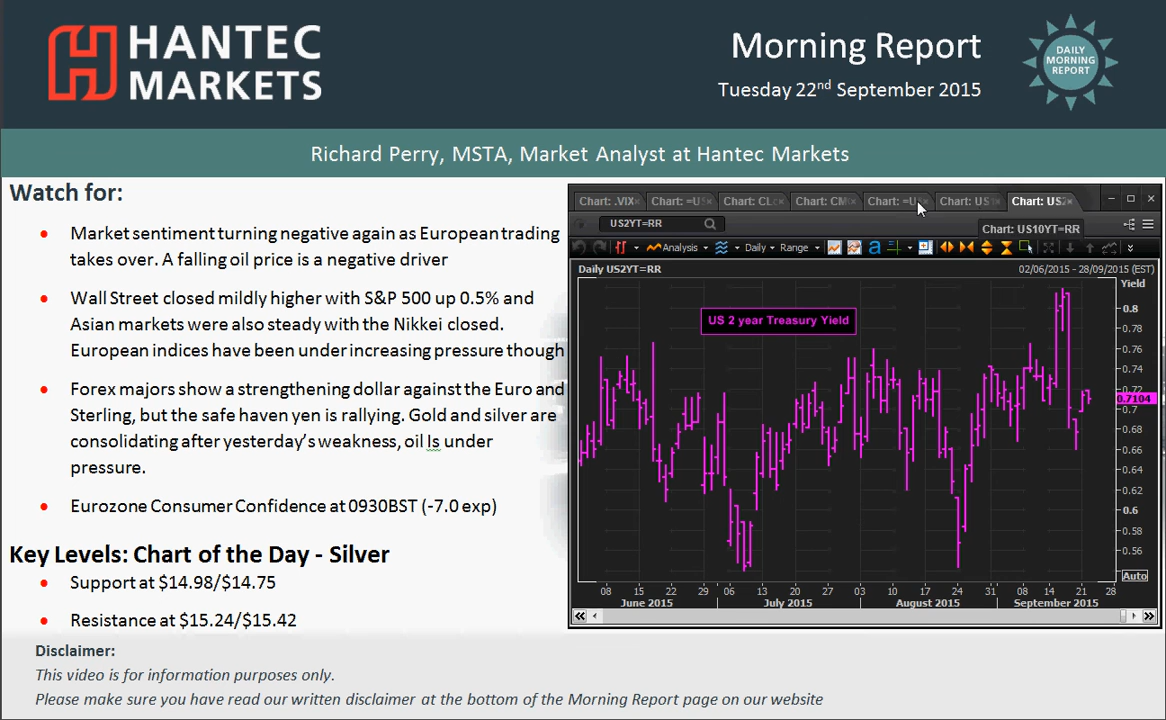 HANTEC
MARKETS
Morning Report
Tuesday 22nd September 2015
DAILY
MORNING
REPORT
Richard Perry, MSTA, Market Analyst at Hantec Markets
Watch for:
Market sentiment turning negative again as European trading
takes over. A falling oil price is a negative driver
Wall Street closed mildly higher with S&P 500 up 0.5% and
Asian markets were also steady with the Nikkei closed.
European indices have been under increasing pressure though
Forex majors show a strengthening dollar against the Euro and
Sterling, but the safe haven yen is rallying. Gold and silver are
consolidating after yesterday's weakness, oil Is under
pressure.
Eurozone Consumer Confidence at 0930BST (-7.0 exp)
Key Levels: Chart of the Day - Silver
Support at $14.98/$14.75
Resistance at $15.24/$15.42
Chart: .VIX Chart: =US Chart: CL Chart: CM Chart: =U Chart: US Chart: US2
US2YT=RR
Chart: US10YT=RR
Analysis Daily Range
Daily US2YT=RR 02/06/2015 - 28/09/2015 (EST)
Yield
US 2 year Treasury Yield
0.8
0.78
0.76
0.74
0.72
0.7104
0.7
0.68
0.66
0.64
0.62
0.6
0.58
0.56
Auto
08 15 22 29 06 13 20 27 03 10 17 24 31 08 14 21 28
June 2015 July 2015 August 2015 September 2015
Disclaimer:
This video is for information purposes only.
Please make sure you have read our written disclaimer at the bottom of the Morning Report page on our website